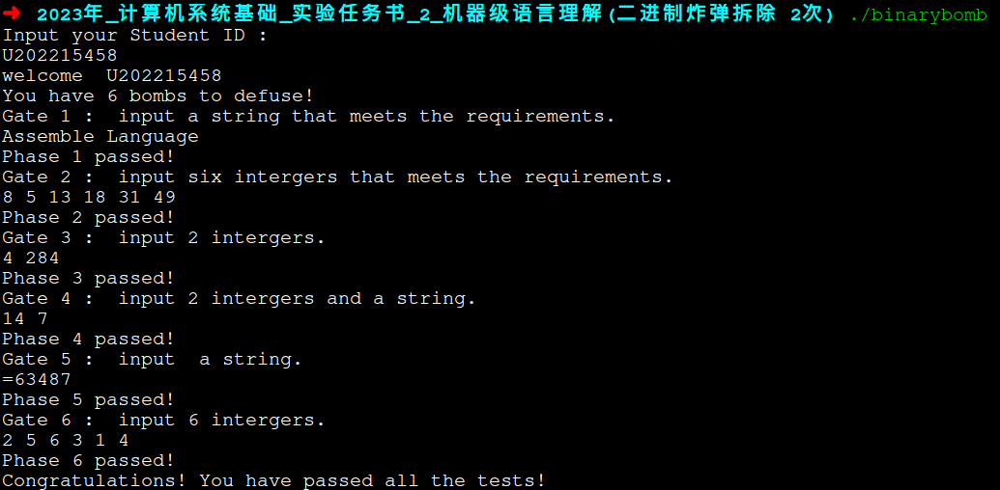 ➜ 2023年_计算机系统基础_实验任务书_2_机器级语言理解(二进制炸弹拆除 2次) ./binarybomb
Input your Student ID :
U202215458
welcome  U202215458
You have 6 bombs to defuse!
Gate 1 :  input a string that meets the requirements.
Assemble Language
Phase 1 passed!
Gate 2 :  input six intergers that meets the requirements.
8 5 13 18 31 49
Phase 2 passed!
Gate 3 :  input 2 intergers.
4 284
Phase 3 passed!
Gate 4 :  input 2 intergers and a string.
14 7
Phase 4 passed!
Gate 5 :  input  a string.
=63487
Phase 5 passed!
Gate 6 :  input 6 intergers.
2 5 6 3 1 4
Phase 6 passed!
Congratulations! You have passed all the tests!